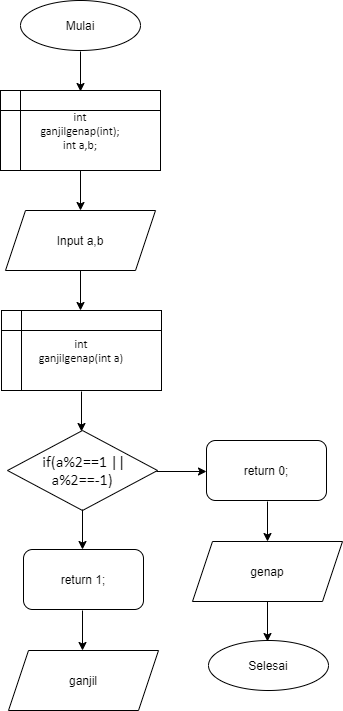 Mulai
int
ganjilgenap(int);
int a,b;
Input a,b
int
ganjilgenap(int a)
if(a%2==1 ||
a%2==-1)
return 0;
return 1;
genap
ganjil
Selesai